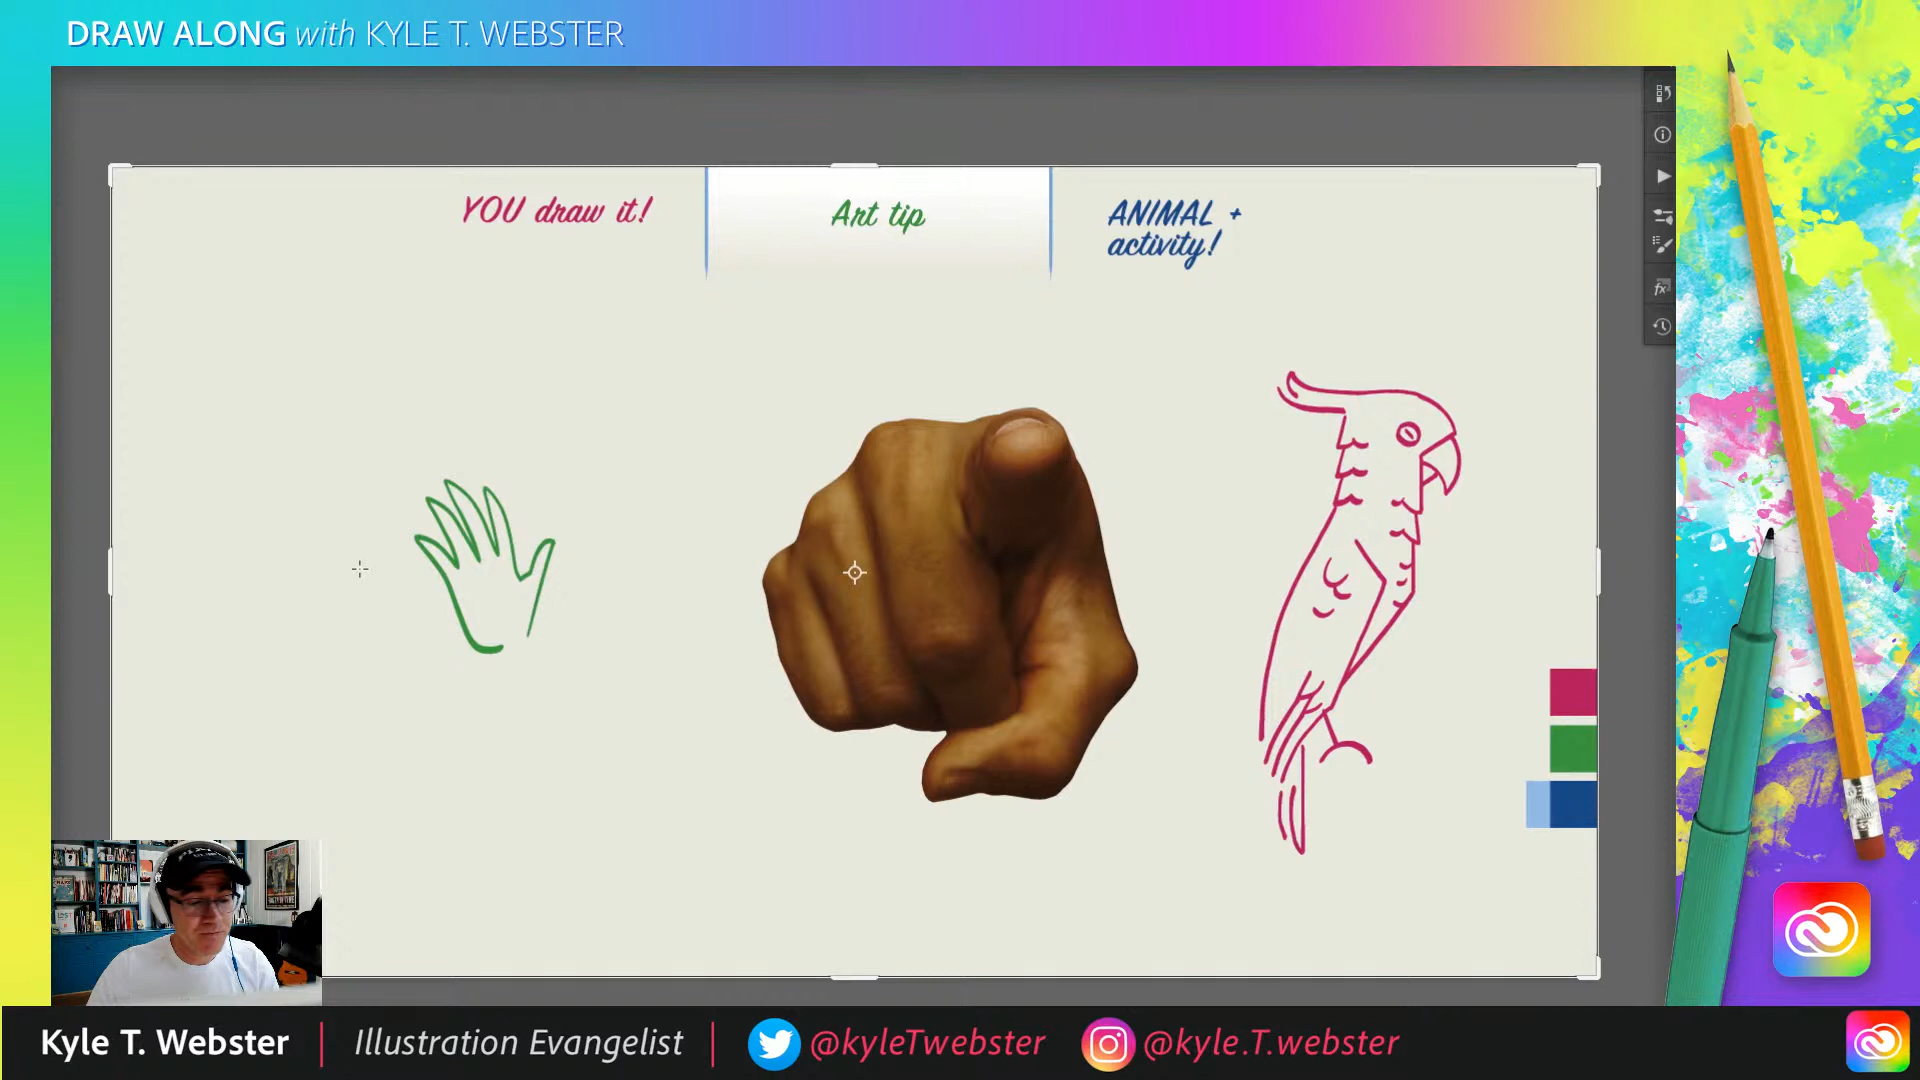 DRAW ALONG with KYLE T. WEBSTER
YOU draw it!
Art tip
ANIMAL +
activity!
fx
Kyle T. Webster | Illustration Evangelist | @kyleTwebster @kyle.T.webster